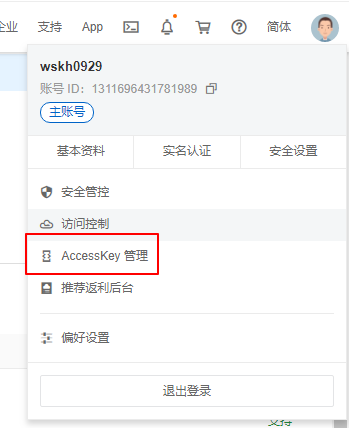 企业 支持 App 简体
wskh0929
账号 ID: 1311696431781989
主账号
基本资料 实名认证 安全设置
安全管控
访问控制
AccessKey 管理
推荐返利后台
偏好设置
退出登录
支持